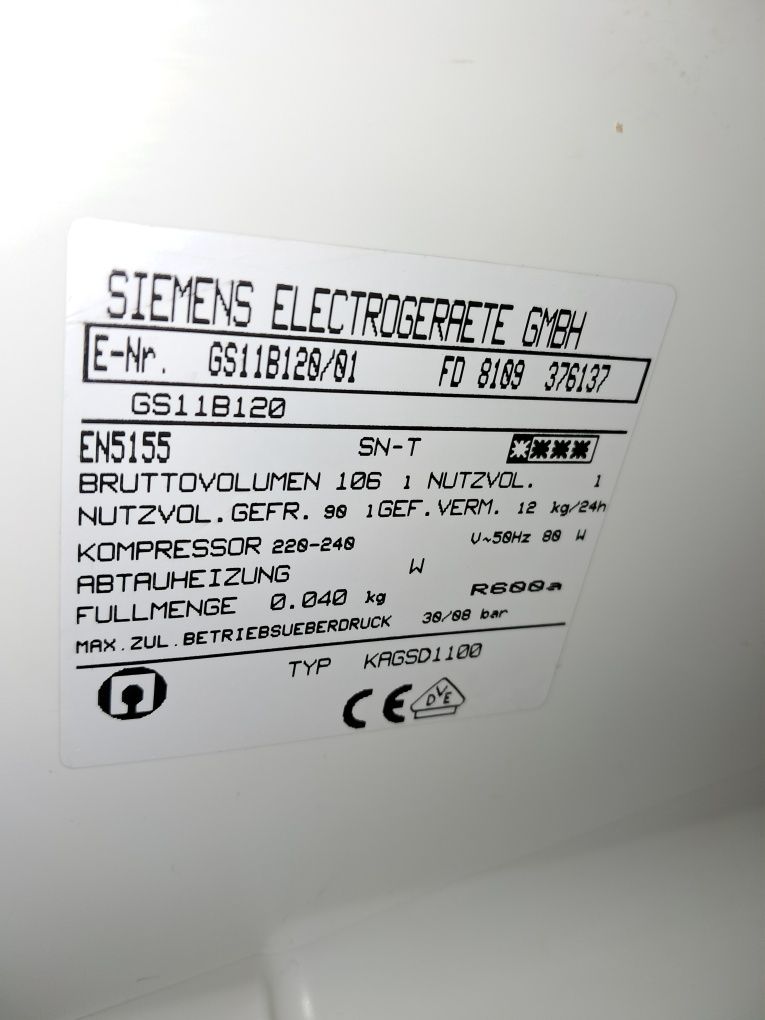 SIEMENS ELECTROGERAETE GMBH
E-Nr. GS11B120/01 FD 8109 376137
GS11B120
EN5155 SN-T
BRUTTOVOLUMEN 106 l NUTZVOL. l
NUTZVOL.GEFR. 90 lGEF.VERM. 12 kg/24h
KOMPRESSOR 220-240 V~50Hz 80 W
ABTAUHEIZUNG W
FULLMENGE 0.040 kg R600a
MAX.ZUL.BETRIEBSUEBERDRUCK 30/08 bar
TYP KAGSD1100
CE DVE